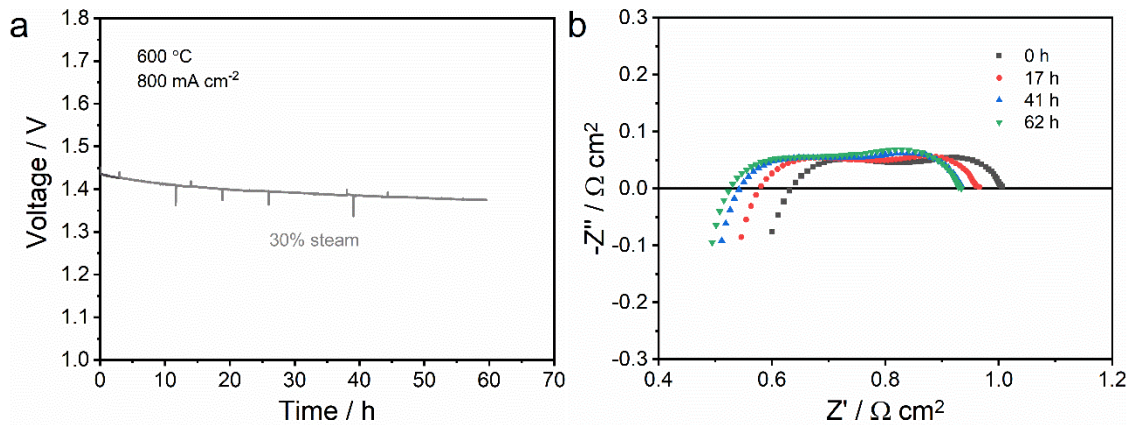 a
600 °C
800 mA cm-2
30% steam
Voltage / V
1.8
1.7
1.6
1.5
1.4
1.3
1.2
1.1
1.0
0
10
20
30
40
50
60
70
Time / h
b
0 h
17 h
41 h
62 h
-Z" / Ω cm2
0.3
0.2
0.1
0.0
-0.1
-0.2
-0.3
0.4
0.6
0.8
1.0
1.2
Z' / Ω cm2